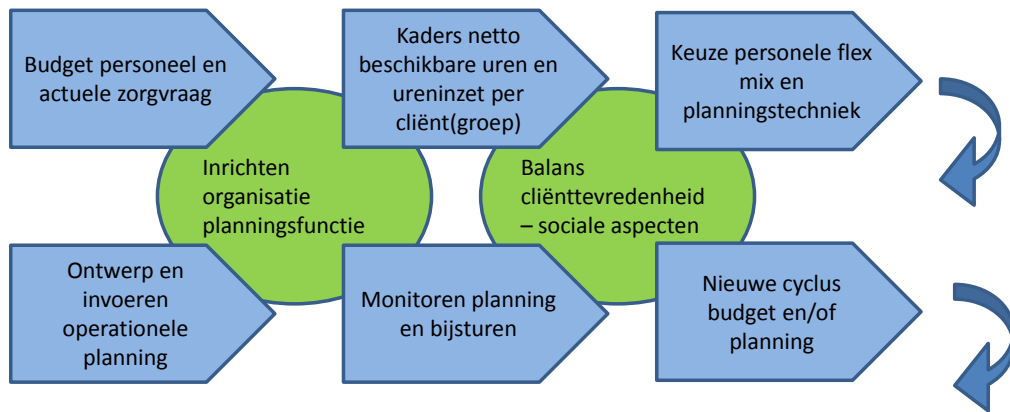 Budget personeel en
actuele zorgvraag
Kaders netto
beschikbare uren en
ureninzet per
cliënt(groep)
Keuze personele flex
mix en
planningstechniek
Inrichten
organisatie
planningsfunctie
Balans
cliënttevredenheid
– sociale aspecten
Ontwerp en
invoeren
operationele
planning
Monitoren planning
en bijsturen
Nieuwe cyclus
budget en/of
planning